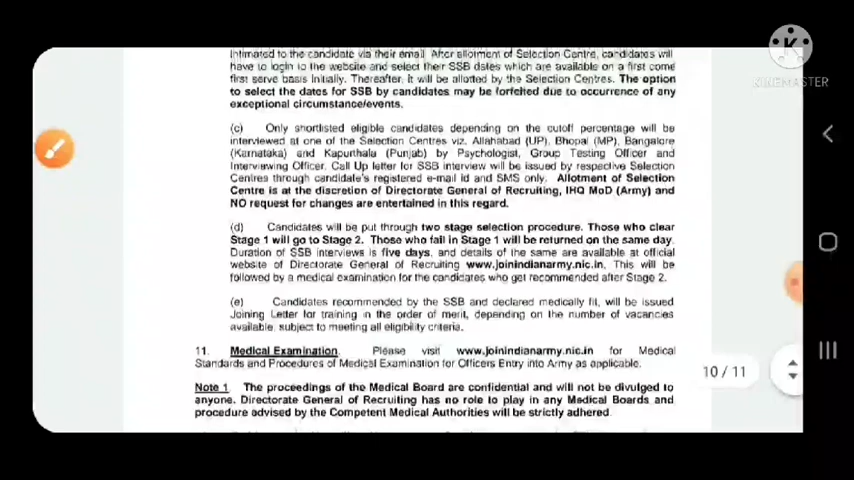 intimated to the candidate via their email After allotment of Selection Centre, candidates will
have to login to the website and select their SSB dates which are available on a first come
first serve basis initially. Thereafter, it will be allotted by the Selection Centres. The option
to select the dates for SSB by candidates may be forfeited due to occurrence of any
exceptional circumstance/events.
KINEMASTER
(c) Only shortlisted eligible candidates depending on the cutoff percentage will be
interviewed at one of the Selection Centres viz. Allahabad (UP), Bhopal (MP), Bangalore
(Karnataka) and Kapurthala (Punjab) by Psychologist, Group Testing Officer and
Interviewing Officer. Call Up letter for SSB interview will be issued by respective Selection
Centres through candidate's registered e-mail id and SMS only. Allotment of Selection
Centre is at the discretion of Directorate General of Recruiting, IHQ MoD (Army) and
NO request for changes are entertained in this regard.
(d) Candidates will be put through two stage selection procedure. Those who clear
Stage 1 will go to Stage 2. Those who fail in Stage 1 will be returned on the same day.
Duration of SSB interviews is five days, and details of the same are available at official
website of Directorate General of Recruiting www.joinindianarmy.nic.in. This will be
followed by a medical examination for the candidates who get recommended after Stage 2.
(e) Candidates recommended by the SSB and declared medically fit, will be issued
Joining Letter for training in the order of merit, depending on the number of vacancies
available, subject to meeting all eligibility criteria.
11. Medical Examination. Please visit www.joinindianarmy.nic.in for Medical
Standards and Procedures of Medical Examination for Officers Entry into Army as applicable.
10 / 11
Note 1 The proceedings of the Medical Board are confidential and will not be divulged to
anyone. Directorate General of Recruiting has no role to play in any Medical Boards and
procedure advised by the Competent Medical Authorities will be strictly adhered.